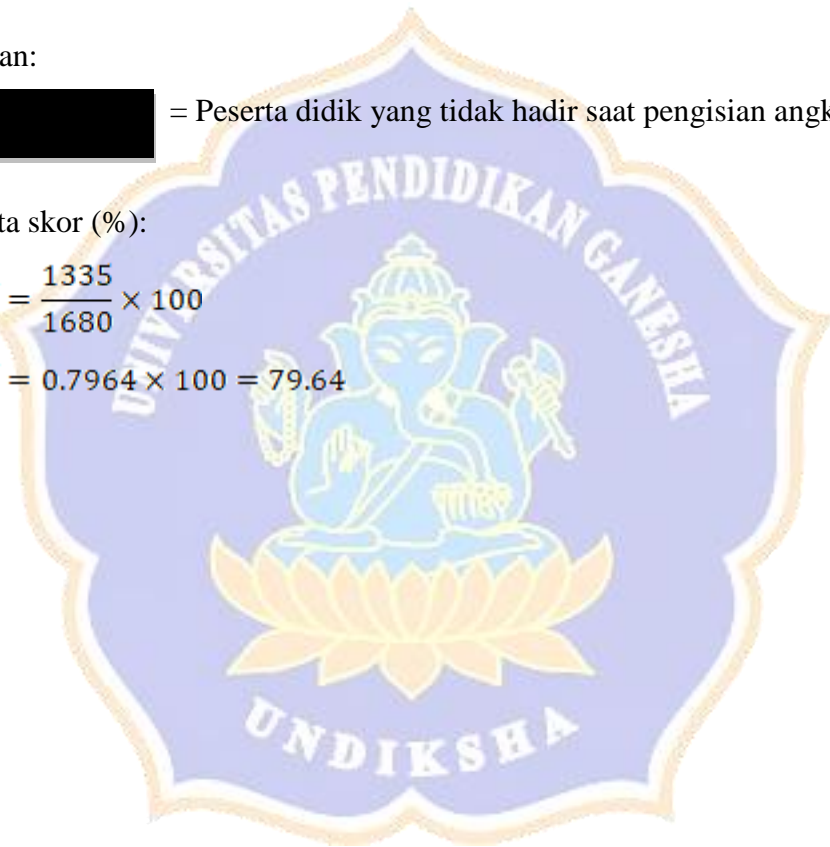 an:
= Peserta didik yang tidak hadir saat pengisian angk
ta skor (%):
= 1335/1680 × 100
= 0.7964 × 100 = 79.64
UNIVERSITAS PENDIDIKAN GANESHA
UNDIKSHA